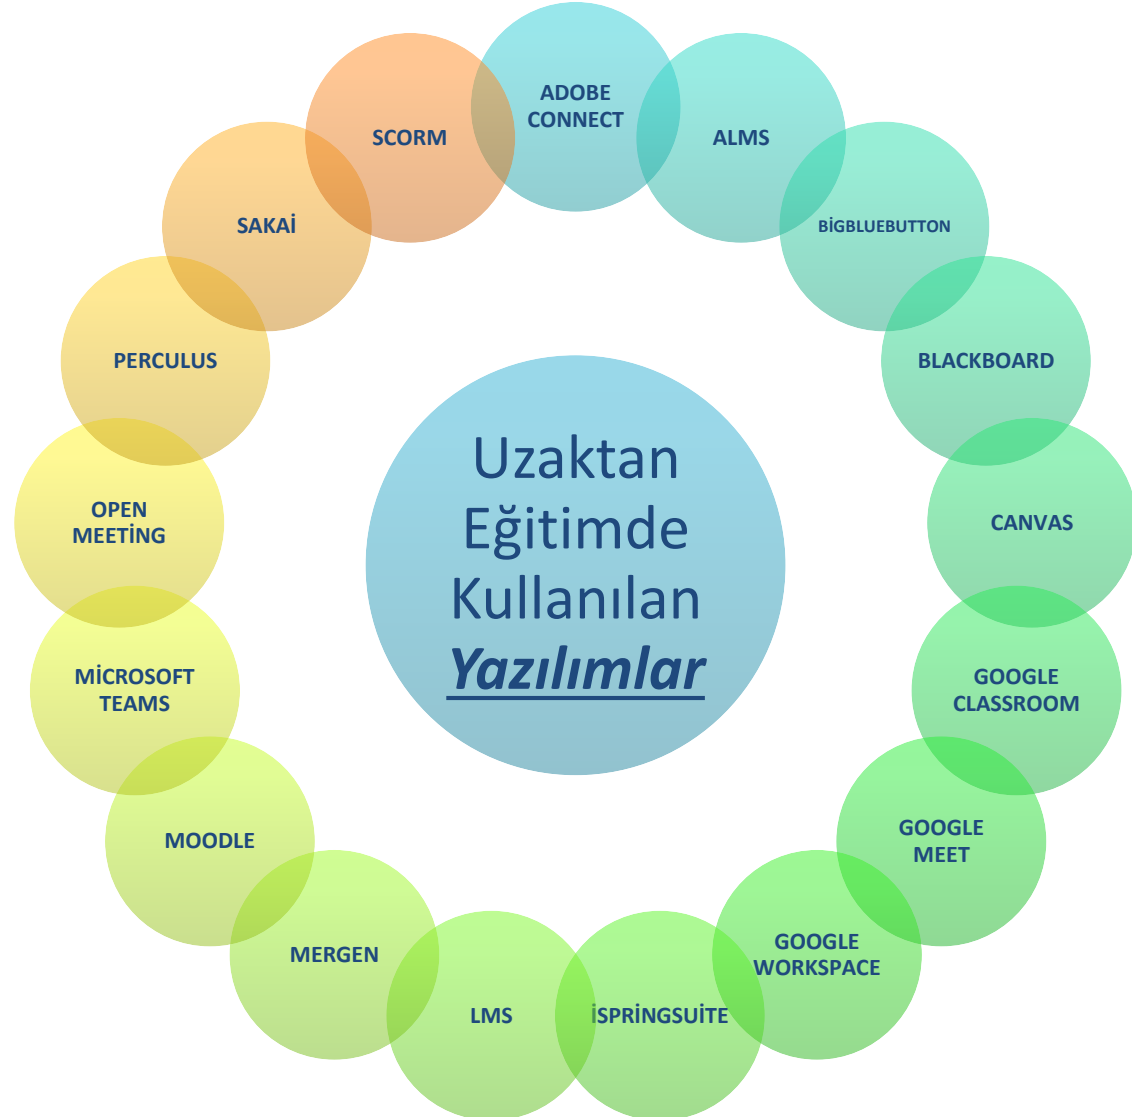 Uzaktan
Eğitimde
Kullanılan
Yazılımlar
ADOBE
CONNECT
ALMS
BİGBLUEBUTTON
BLACKBOARD
CANVAS
GOOGLE
CLASSROOM
GOOGLE
MEET
GOOGLE
WORKSPACE
İSPRİNGSUİTE
LMS
MERGEN
MOODLE
MİCROSOFT
TEAMS
OPEN
MEETİNG
PERCULUS
SAKAİ
SCORM